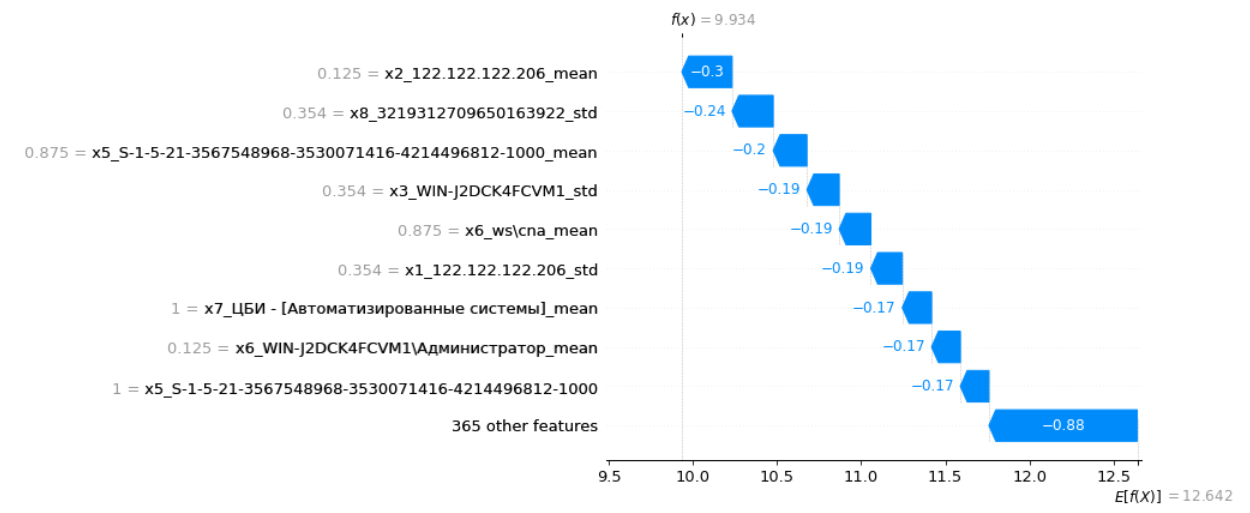 f(x) = 9.934
0.125 = x2_122.122.122.206_mean −0.3
0.354 = x8_3219312709650163922_std −0.24
0.875 = x5_S-1-5-21-3567548968-3530071416-4214496812-1000_mean −0.2
0.354 = x3_WIN-J2DCK4FCVM1_std −0.19
0.875 = x6_ws\cna_mean −0.19
0.354 = x1_122.122.122.206_std −0.19
1 = x7_ЦБИ - [Автоматизированные системы]_mean −0.17
0.125 = x6_WIN-J2DCK4FCVM1\Администратор_mean −0.17
1 = x5_S-1-5-21-3567548968-3530071416-4214496812-1000 −0.17
365 other features −0.88
9.5 10.0 10.5 11.0 11.5 12.0 12.5
E[f(X)] = 12.642